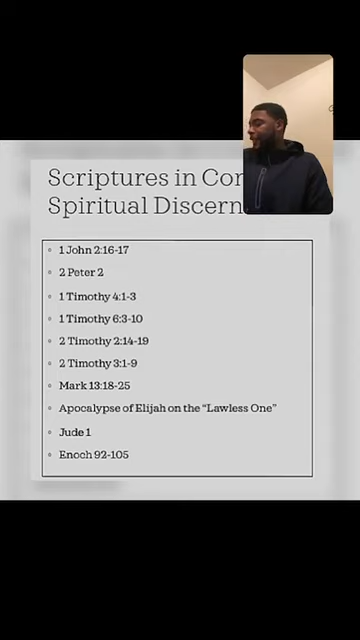 Scriptures in Cor
Spiritual Discern
1 John 2:16-17
2 Peter 2
1 Timothy 4:1-3
1 Timothy 6:3-10
2 Timothy 2:14-19
2 Timothy 3:1-9
Mark 13:18-25
Apocalypse of Elijah on the “Lawless One”
Jude 1
Enoch 92-105